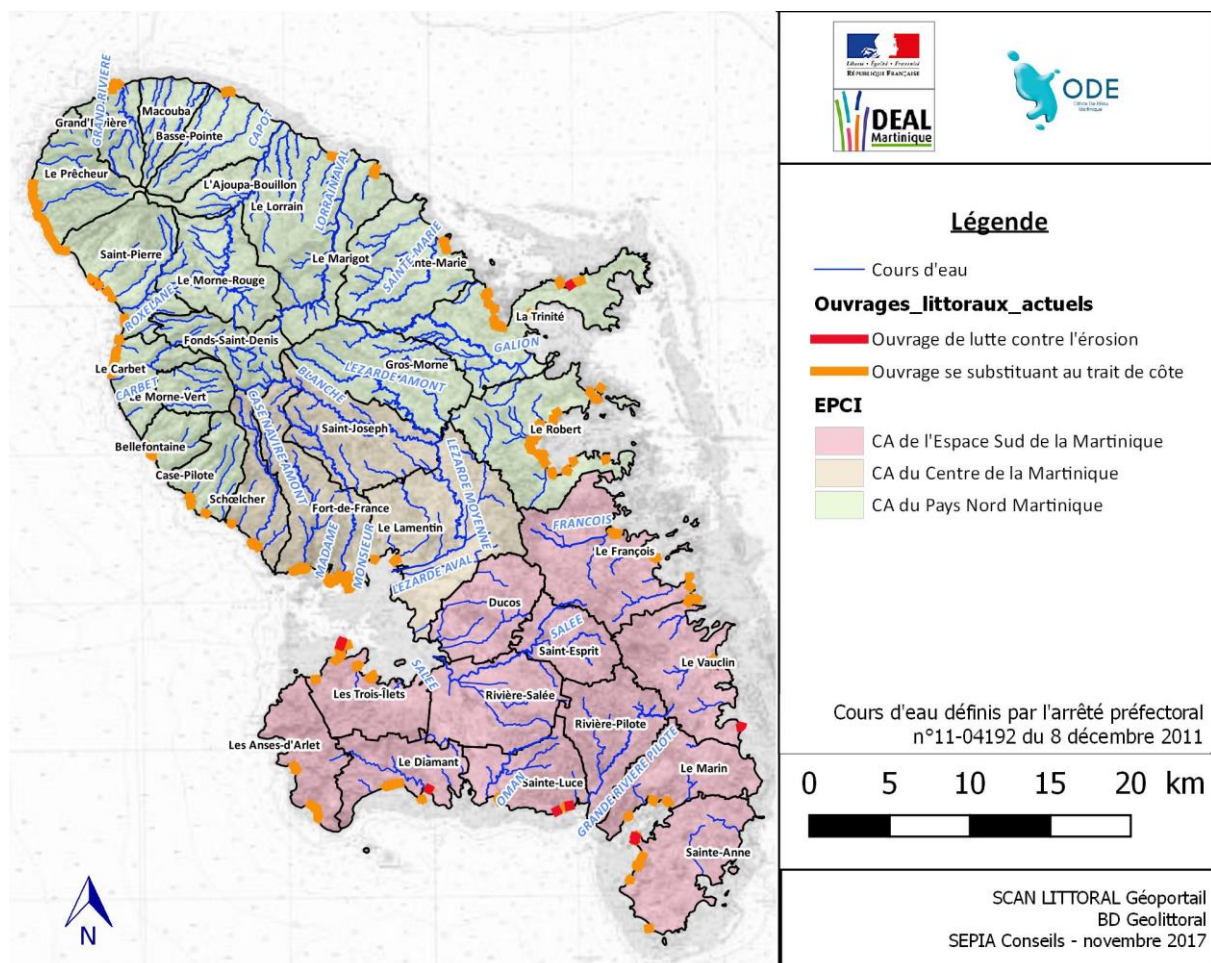 GRAND-RIVIERE
Grand'Rivière
Macouba
Basse-Pointe
CAPOT
Le Prêcheur
L'Ajoupa-Bouillon
Le Lorrain
LORRAIN AVAL
Saint-Pierre
Le Morne-Rouge
Le Marigot
SAINTE-MARIE
ROXELANE
La Trinité
Fonds-Saint-Denis
GALION
Le Carbet
CARBET
Gros-Morne
LEZARDE AMONT
BLANCHE
Le Morne-Vert
Saint-Joseph
Le Robert
Bellefontaine
CASE NAVIRE AMONT
Case-Pilote
LEZARDE MOYENNE
Schœlcher
Fort-de-France
Le Lamentin
FRANCOIS
Le François
MADAME
MONSIEUR
LEZARDE AVAL
Ducos
SALEE
Saint-Esprit
Le Vauclin
SALEE
Les Trois-Îlets
Rivière-Salée
Rivière-Pilote
Les Anses-d'Arlet
Le Diamant
OMAN
Sainte-Luce
GRANDE RIVIERE PILOTE
Le Marin
Sainte-Anne
N
RÉPUBLIQUE FRANÇAISE
DEAL
Martinique
ODE
Légende
Cours d'eau
Ouvrages_littoraux_actuels
Ouvrage de lutte contre l'érosion
Ouvrage se substituant au trait de côte
EPCI
CA de l'Espace Sud de la Martinique
CA du Centre de la Martinique
CA du Pays Nord Martinique
Cours d'eau définis par l'arrêté préfectoral
n°11-04192 du 8 décembre 2011
0 5 10 15 20 km
SCAN LITTORAL Géoportail
BD Geolittoral
SEPIA Conseils - novembre 2017